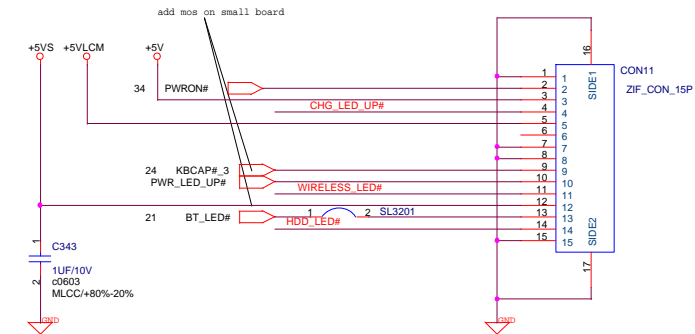 add mos on small board
+5VS +5VLCM +5V
34 PWRON#
CHG_LED_UP#
24 KBCAP#_3
PWR_LED_UP#
WIRELESS_LED#
21 BT_LED# 1 2 SL3201
HDD_LED#
1 C343
1UF/10V
2 c0603
MLCC/+80%-20%
GND
GND
16
CON11
ZIF_CON_15P
SIDE1
1 1
2 2
3 3
4 4
5 5
6 6
7 7
8 8
9 9
10 10
11 11
12 12
13 13
14 14
15 15
SIDE2
17